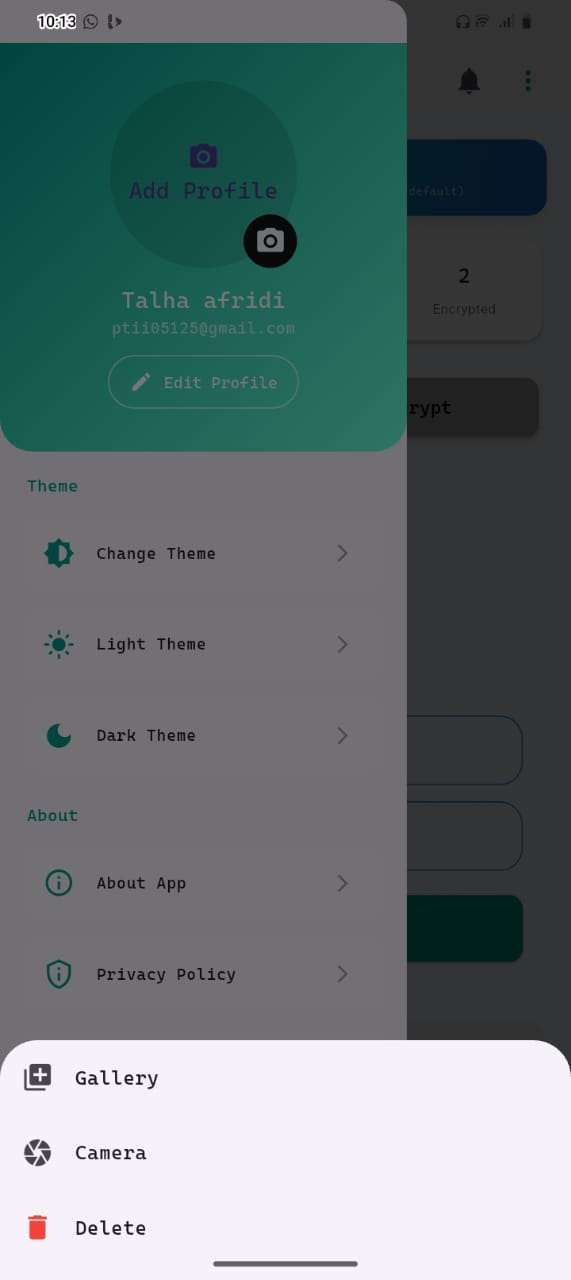 10:13
Add Profile
default)
Talha afridi
ptii05125@gmail.com
2
Encrypted
Edit Profile
rypt
Theme
Change Theme
Light Theme
Dark Theme
About
About App
Privacy Policy
Gallery
Camera
Delete